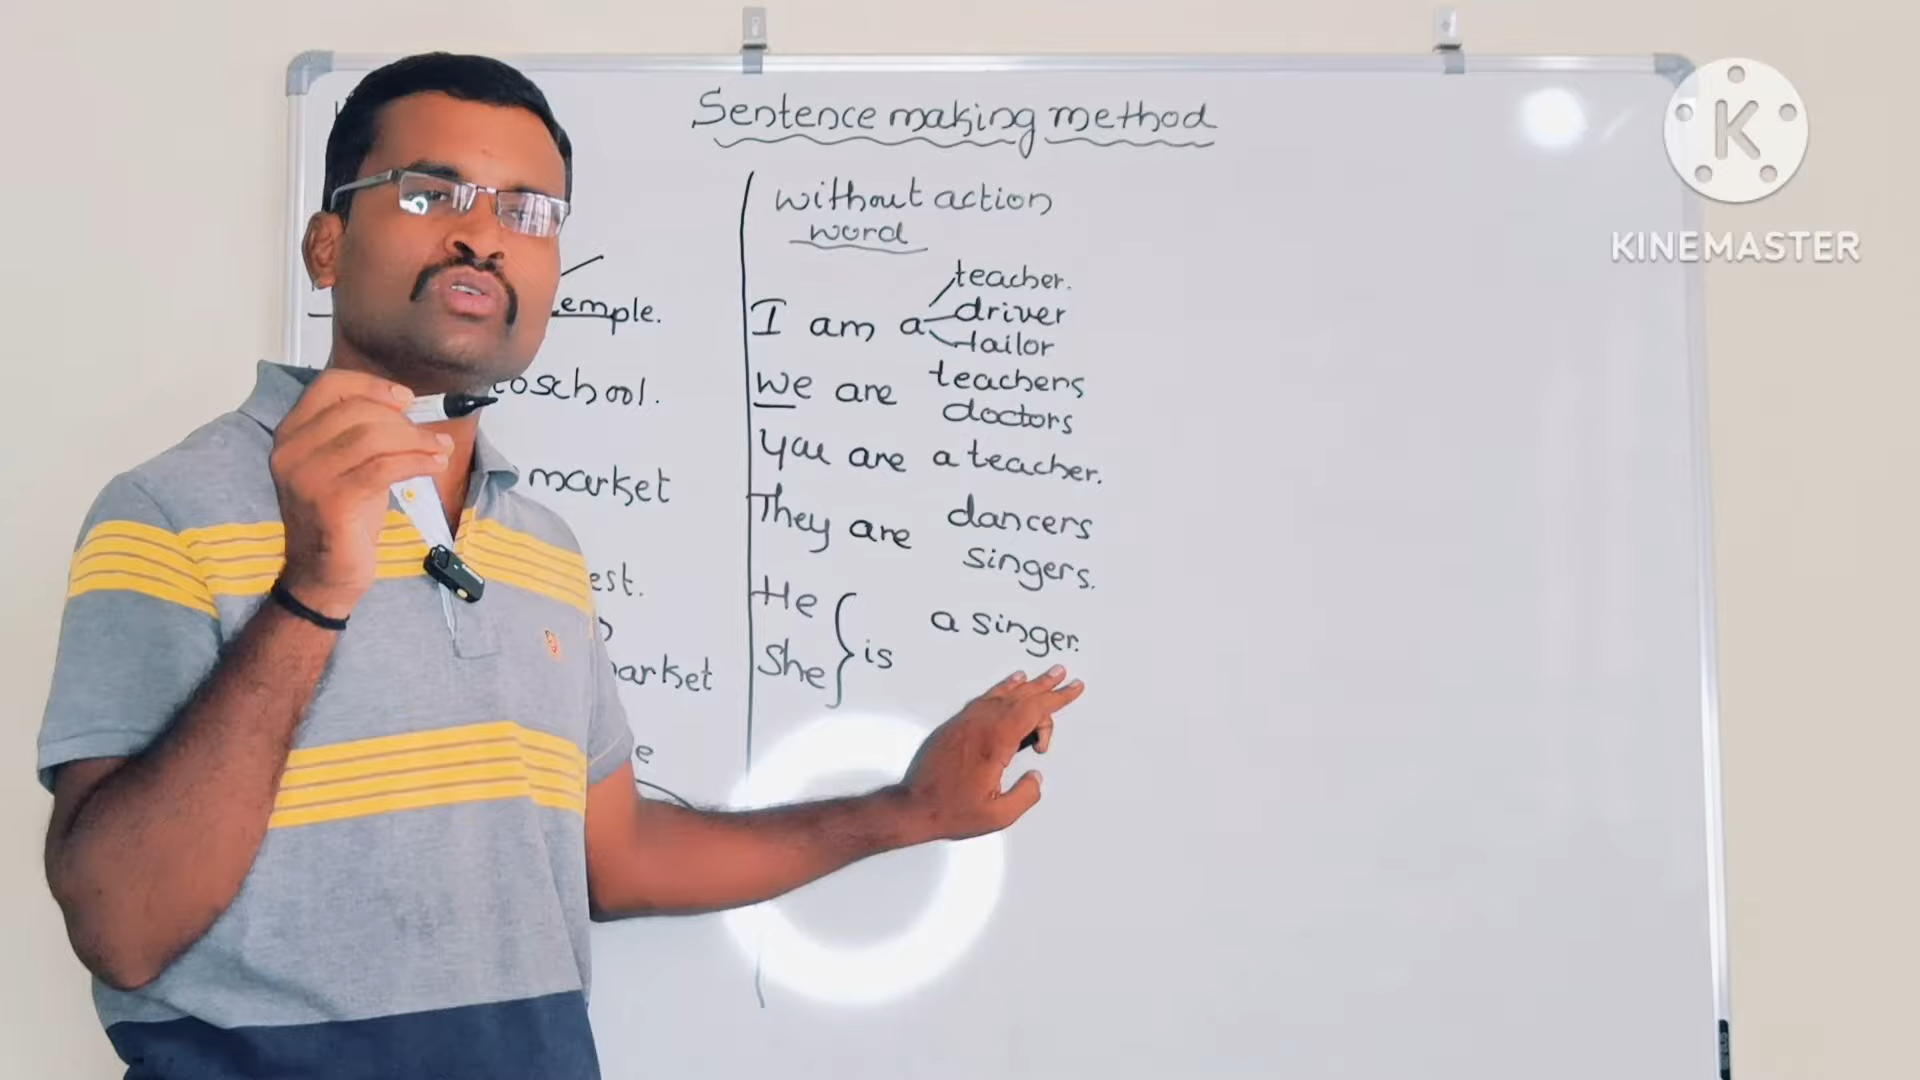 Sentence making method
without action
word
emple.
toschool.
market
est.
arket
e
I am a teacher.
driver
tailor
We are teachers
doctors
You are a teacher.
They are dancers
singers.
He
She } is a singer.
K
KINEMASTER